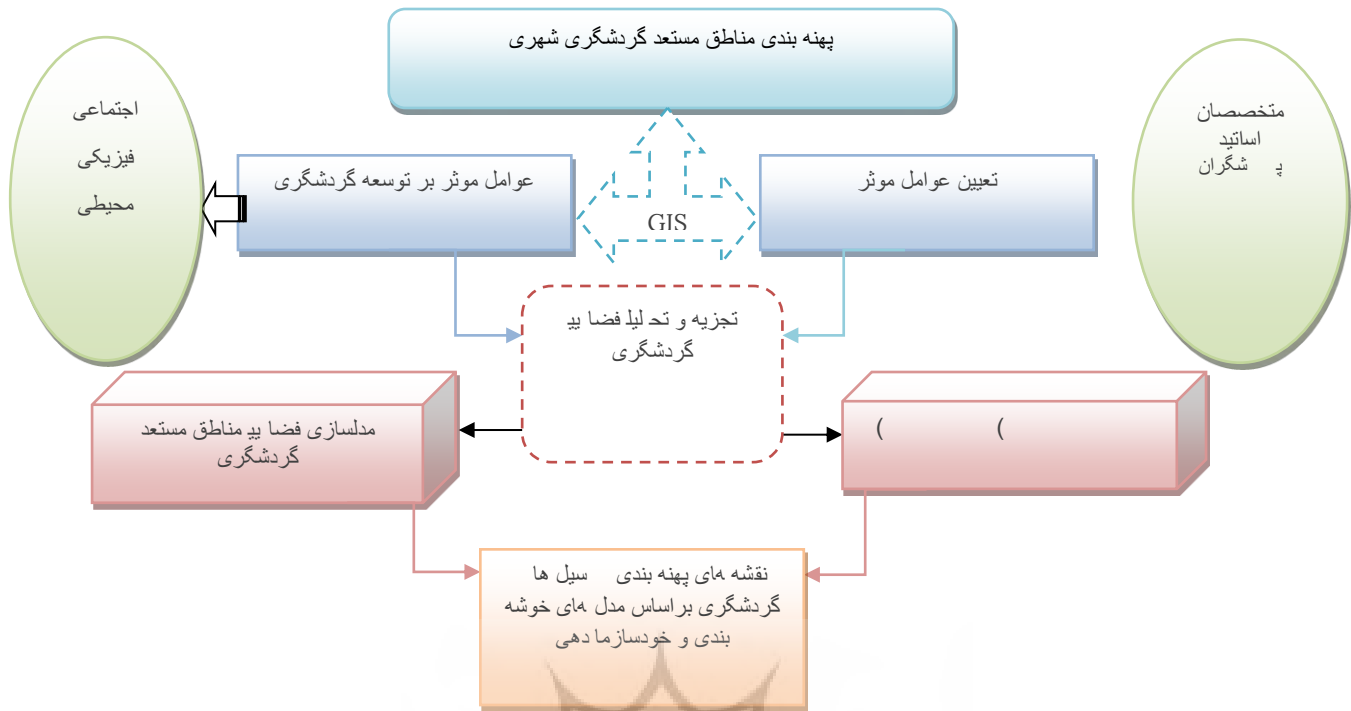 پهنه بندی مناطق مستعد گردشگری شهری
متخصصان
اساتید
پ شگران
اجتماعی
فیزیکی
محیطی
تعیین عوامل موثر
عوامل موثر بر توسعه گردشگری
GIS
تجزیه و تحلیل فضایی
گردشگری
( )
مدلسازی فضایی مناطق مستعد
گردشگری
نقشه های پهنه بندی سیل ها
گردشگری براساس مدل های خوشه
بندی و خودسازما دهی